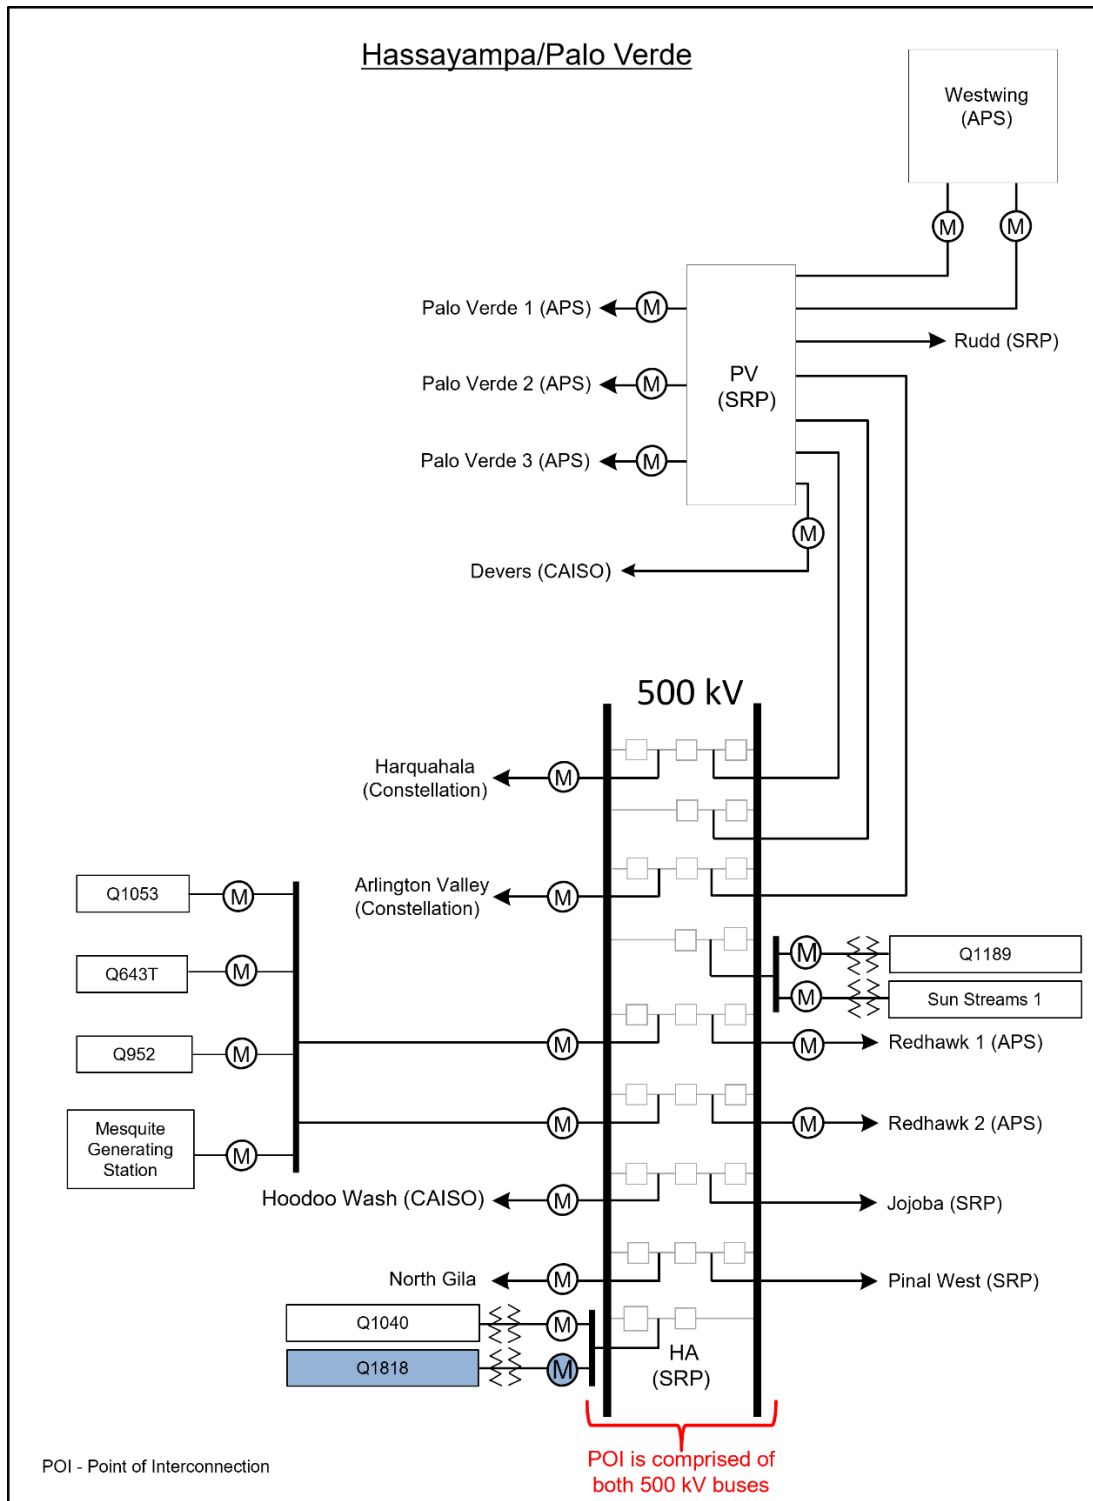 Hassayampa/Palo Verde
Westwing
(APS)
M
M
Palo Verde 1 (APS)
M
Rudd (SRP)
Palo Verde 2 (APS)
M
PV
(SRP)
Palo Verde 3 (APS)
M
M
Devers (CAISO)
500 kV
Harquahala
(Constellation)
M
Arlington Valley
(Constellation)
M
Q1053
M
Q643T
M
Q952
M
Mesquite
Generating
Station
M
M
M
M
Q1189
M
Sun Streams 1
M
Redhawk 1 (APS)
M
Redhawk 2 (APS)
Hoodoo Wash (CAISO)
M
Jojoba (SRP)
North Gila
M
Pinal West (SRP)
Q1040
M
Q1818
M
HA
(SRP)
POI is comprised of
both 500 kV buses
POI - Point of Interconnection